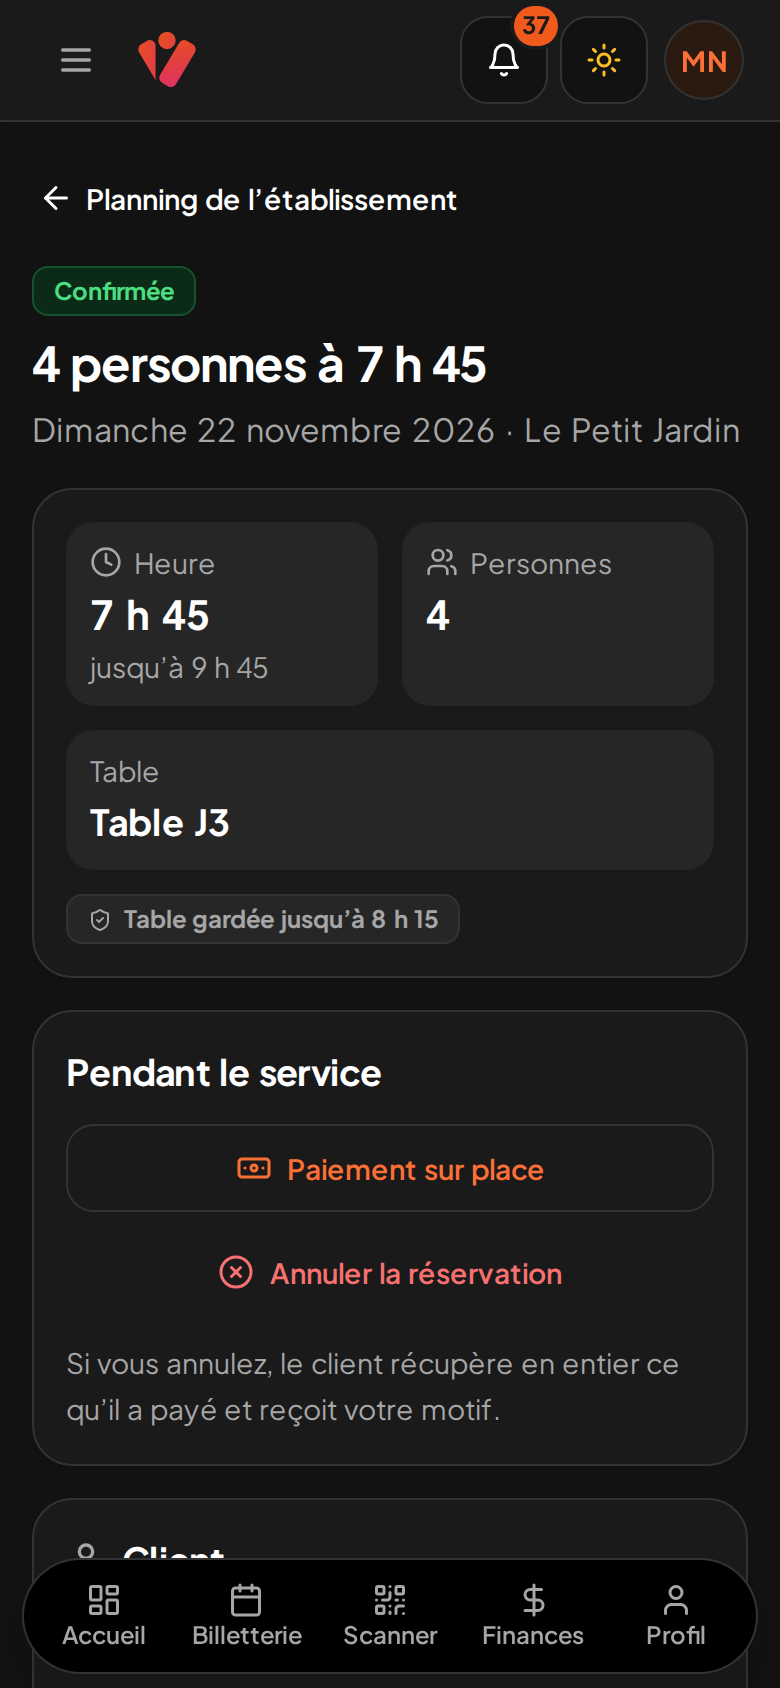 37
MN
Planning de l’établissement
Confirmée
4 personnes à 7 h 45
Dimanche 22 novembre 2026 · Le Petit Jardin
Heure
7 h 45
jusqu’à 9 h 45
Personnes
4
Table
Table J3
Table gardée jusqu’à 8 h 15
Pendant le service
Paiement sur place
Annuler la réservation
Si vous annulez, le client récupère en entier ce
qu’il a payé et reçoit votre motif.
Client
Accueil
Billetterie
Scanner
Finances
Profil